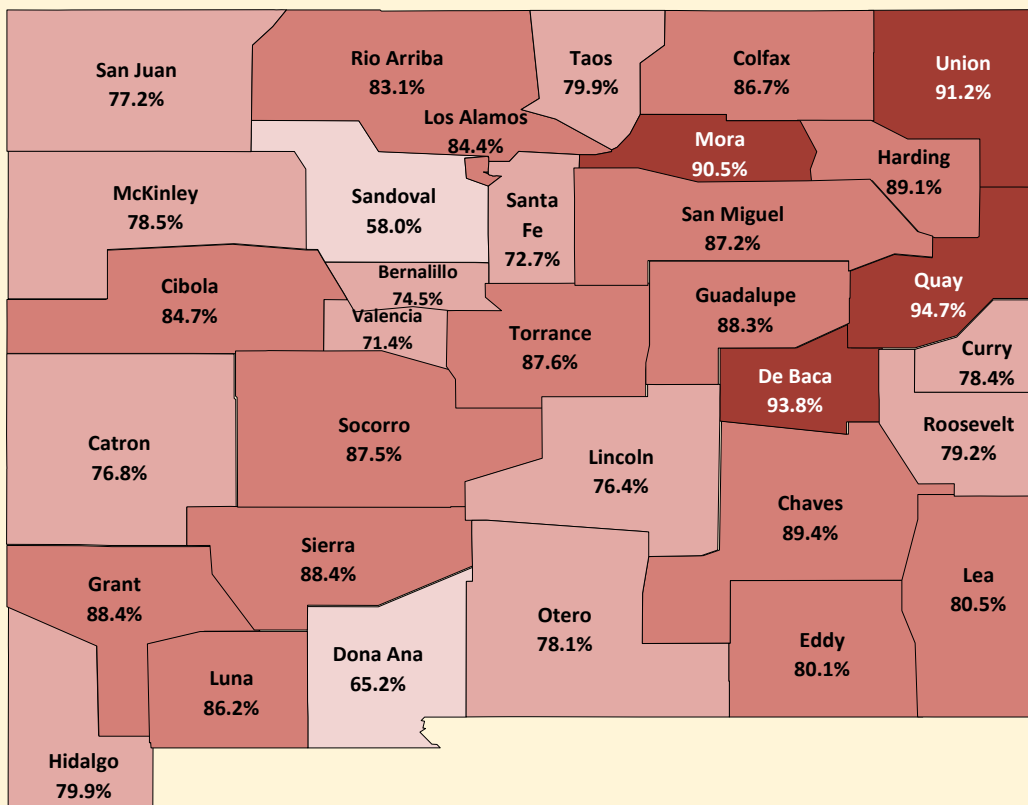 San Juan
77.2%
Rio Arriba
83.1%
Taos
79.9%
Colfax
86.7%
Union
91.2%
Los Alamos
84.4%
Mora
90.5%
Harding
89.1%
McKinley
78.5%
Sandoval
58.0%
Santa
Fe
72.7%
San Miguel
87.2%
Bernalillo
74.5%
Cibola
84.7%
Valencia
71.4%
Torrance
87.6%
Guadalupe
88.3%
Quay
94.7%
Curry
78.4%
De Baca
93.8%
Roosevelt
79.2%
Catron
76.8%
Socorro
87.5%
Lincoln
76.4%
Chaves
89.4%
Sierra
88.4%
Grant
88.4%
Lea
80.5%
Otero
78.1%
Eddy
80.1%
Dona Ana
65.2%
Luna
86.2%
Hidalgo
79.9%